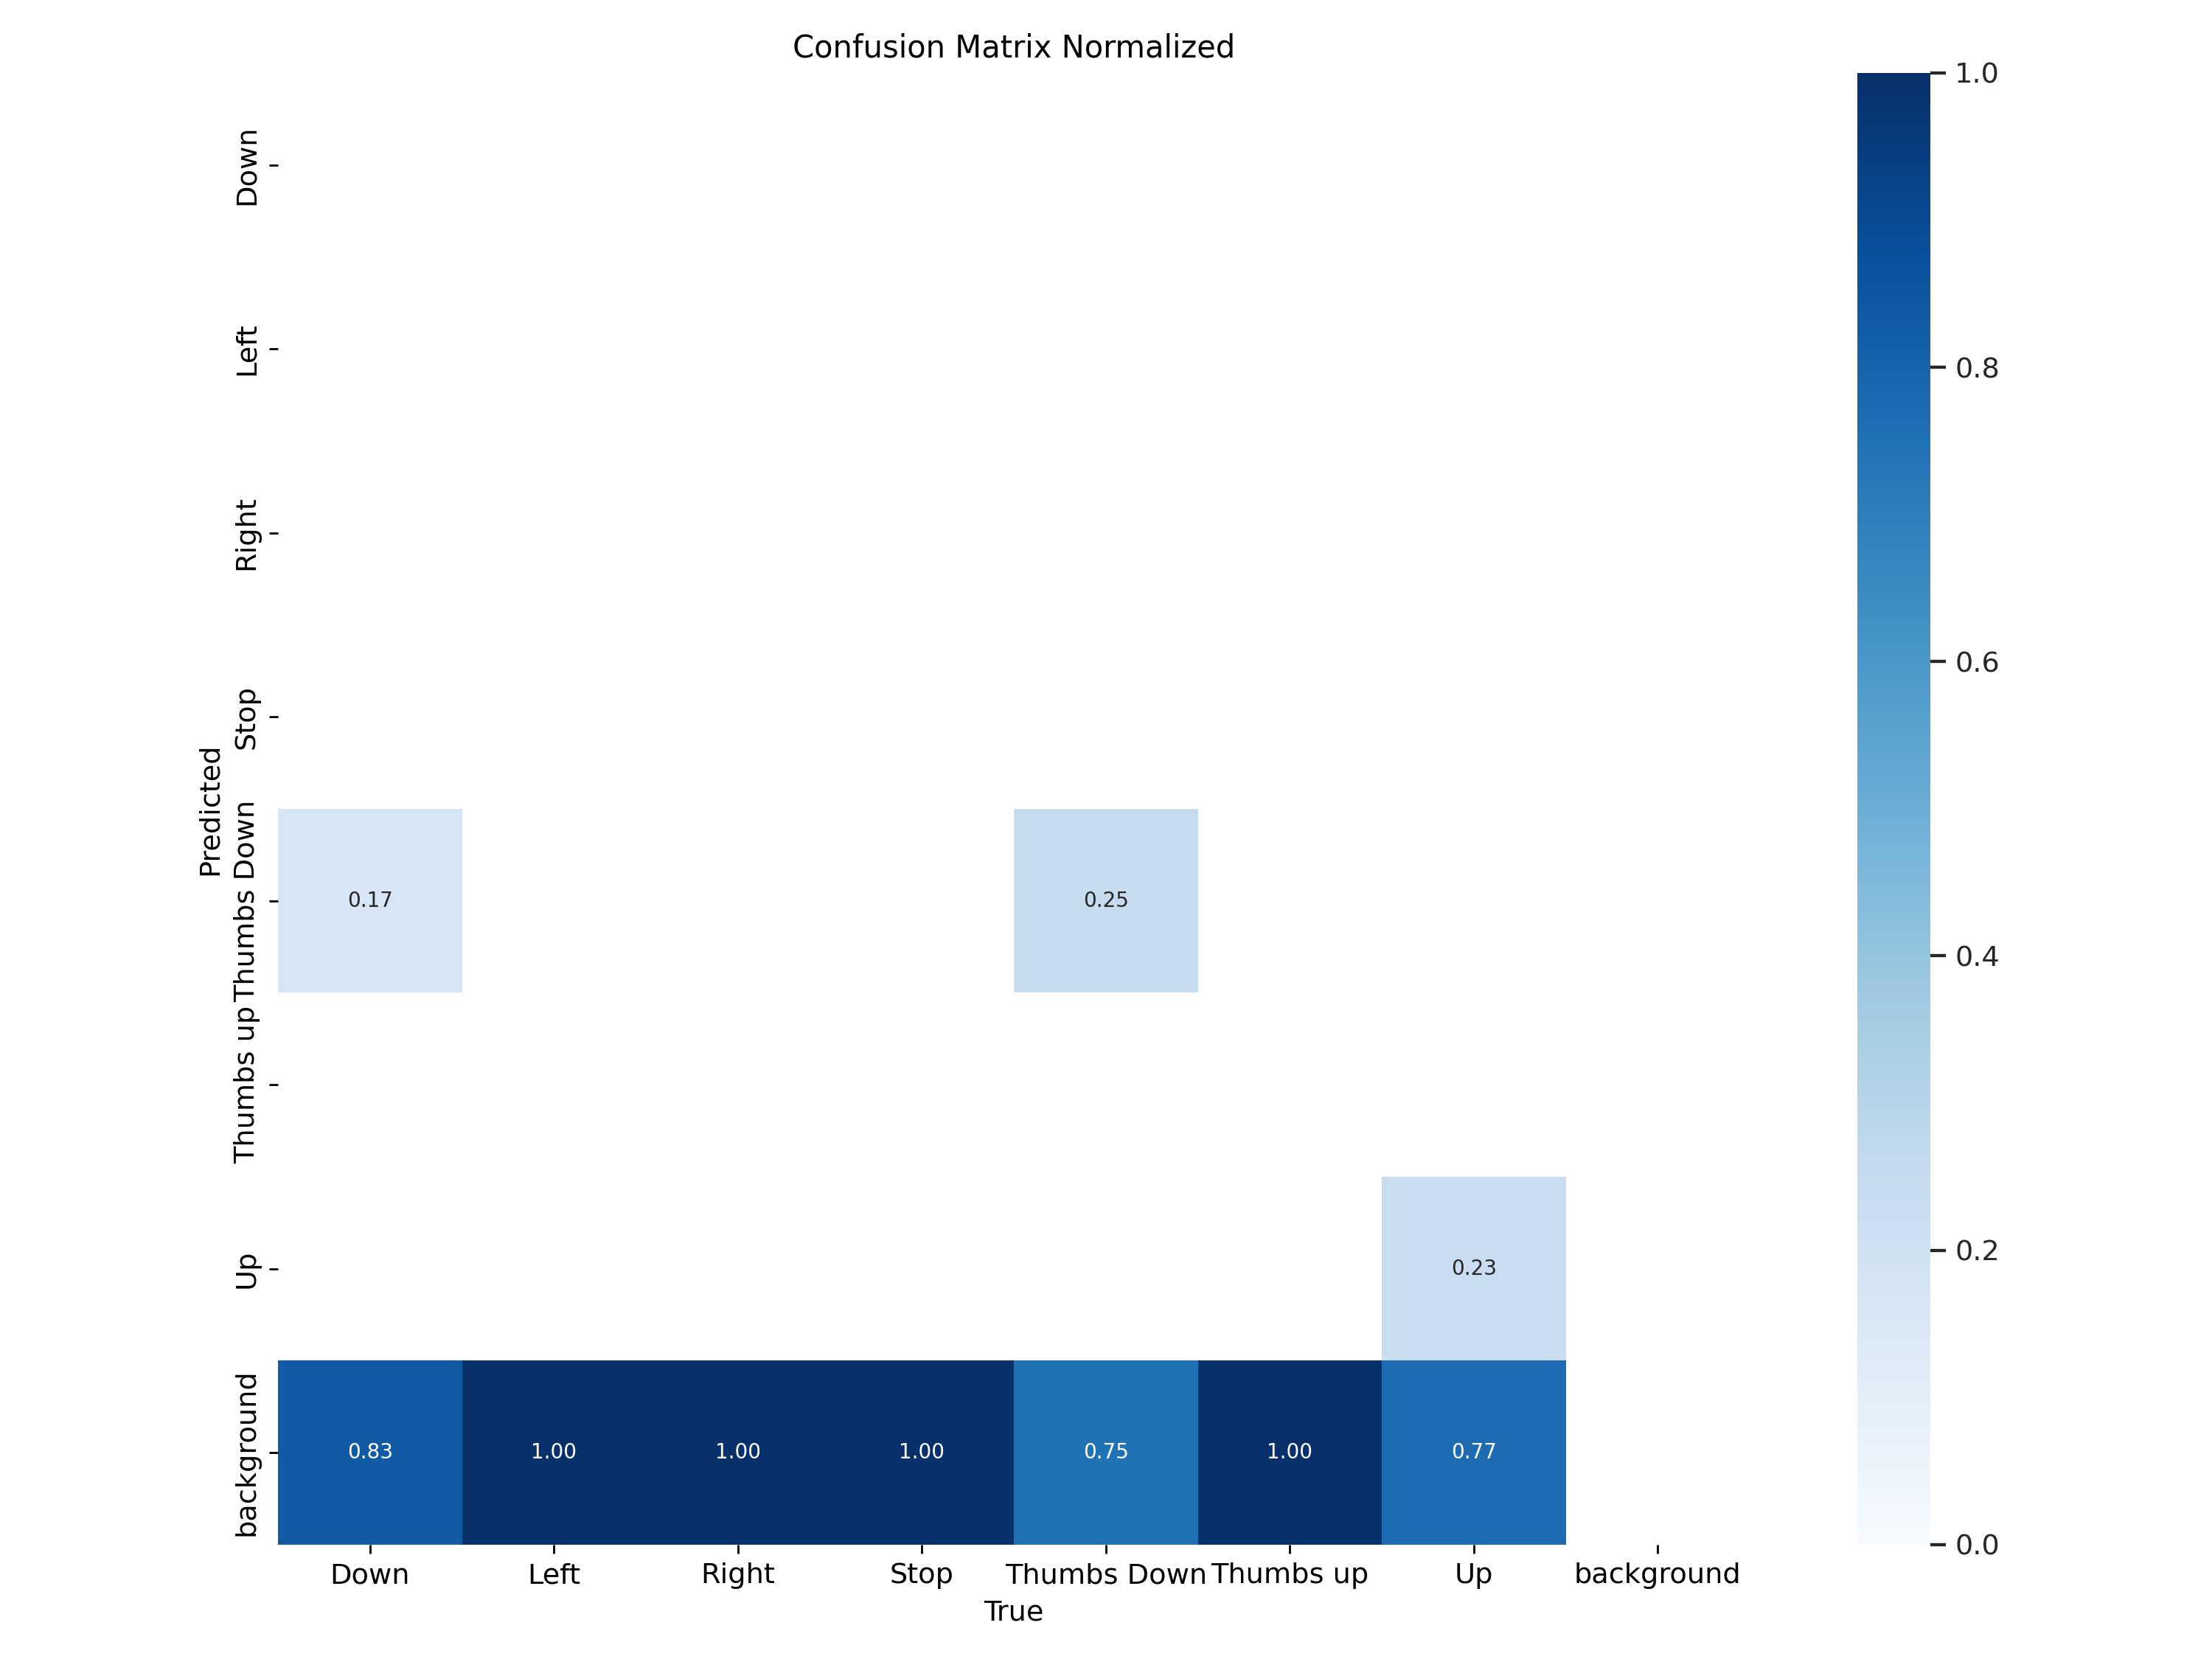 Confusion Matrix Normalized
Predicted
Down
Left
Right
Stop
Thumbs Down
Thumbs up
Up
background
0.17
0.25
0.23
0.83
1.00
1.00
1.00
0.75
1.00
0.77
Down
Left
Right
Stop
Thumbs Down
Thumbs up
Up
background
True
1.0
0.8
0.6
0.4
0.2
0.0